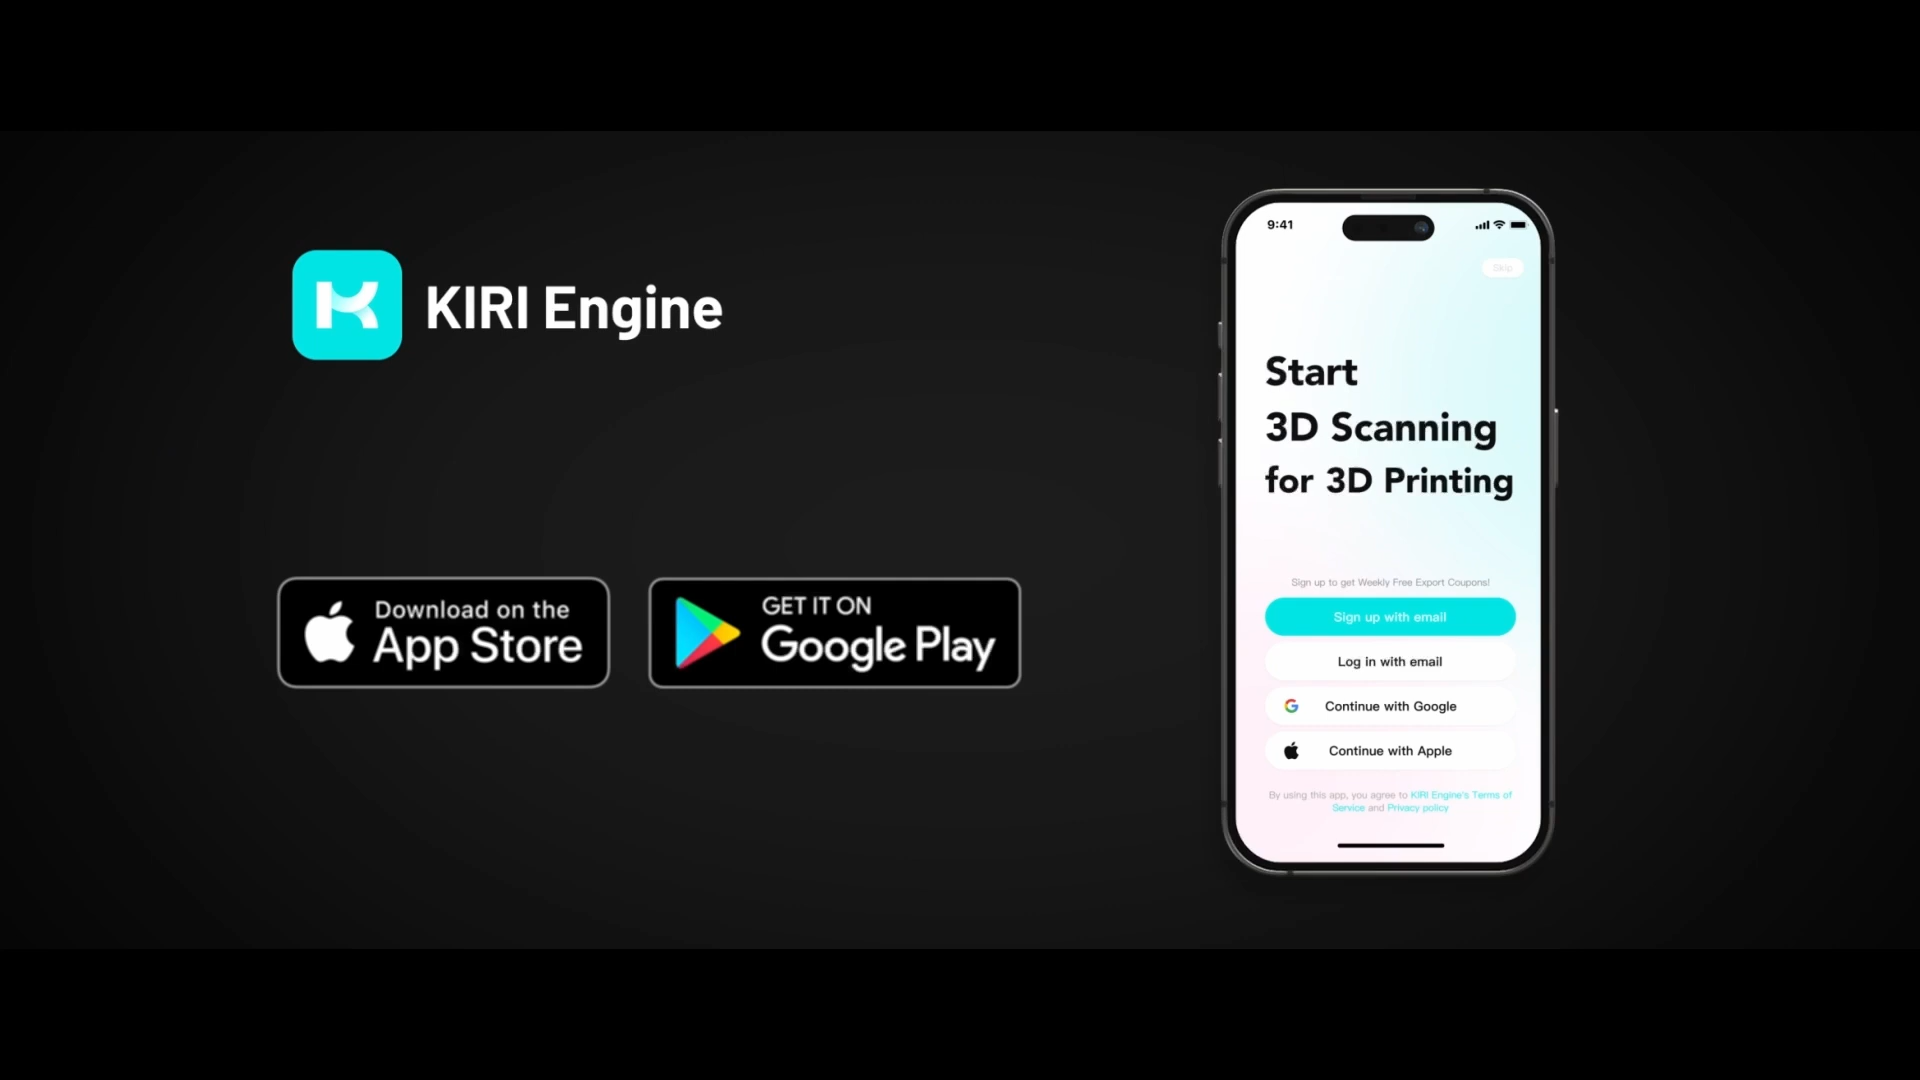 KIRI Engine
Download on the
App Store
GET IT ON
Google Play
9:41
Skip
Start
3D Scanning
for 3D Printing
Sign up to get Weekly Free Export Coupons!
Sign up with email
Log in with email
Continue with Google
Continue with Apple
By using this app, you agree to KIRI Engine's Terms of
Service and Privacy policy